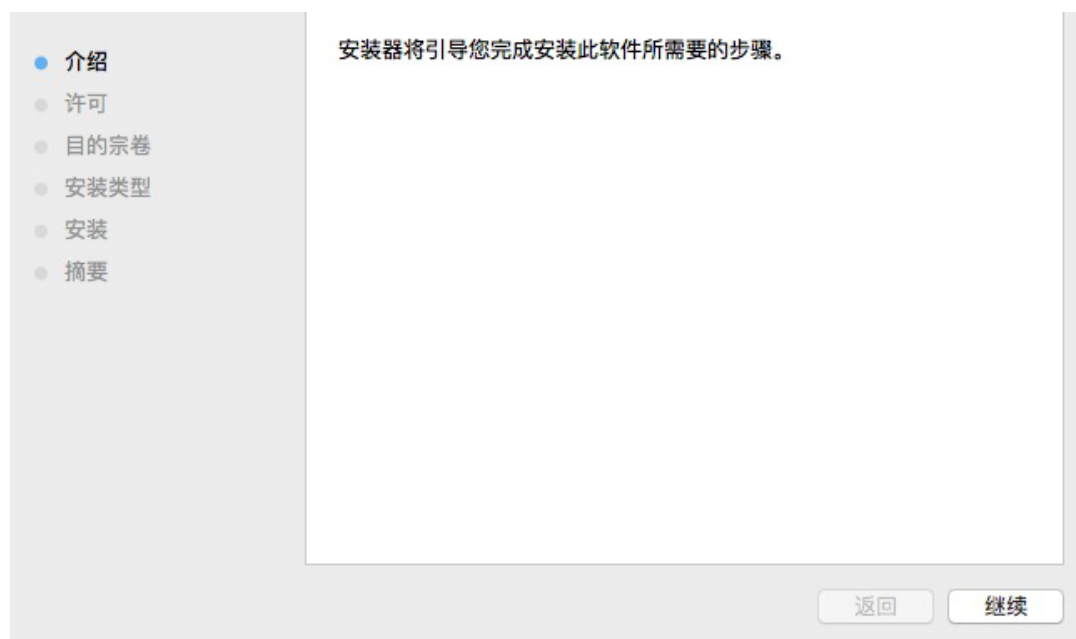 介绍
许可
目的宗卷
安装类型
安装
摘要
安装器将引导您完成安装此软件所需要的步骤。
返回
继续